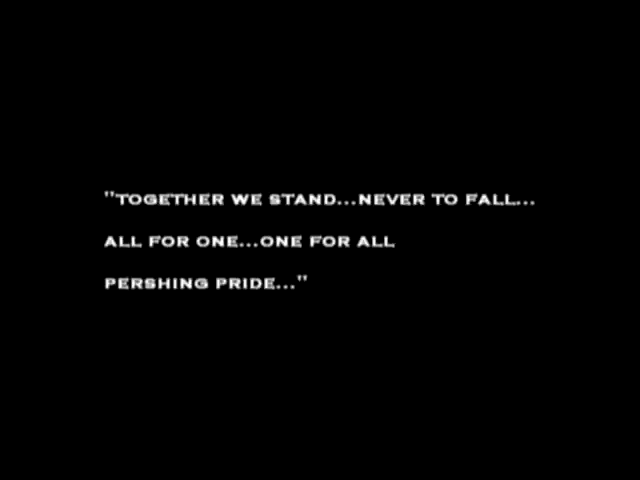 "TOGETHER WE STAND...NEVER TO FALL...
ALL FOR ONE...ONE FOR ALL
PERSHING PRIDE..."